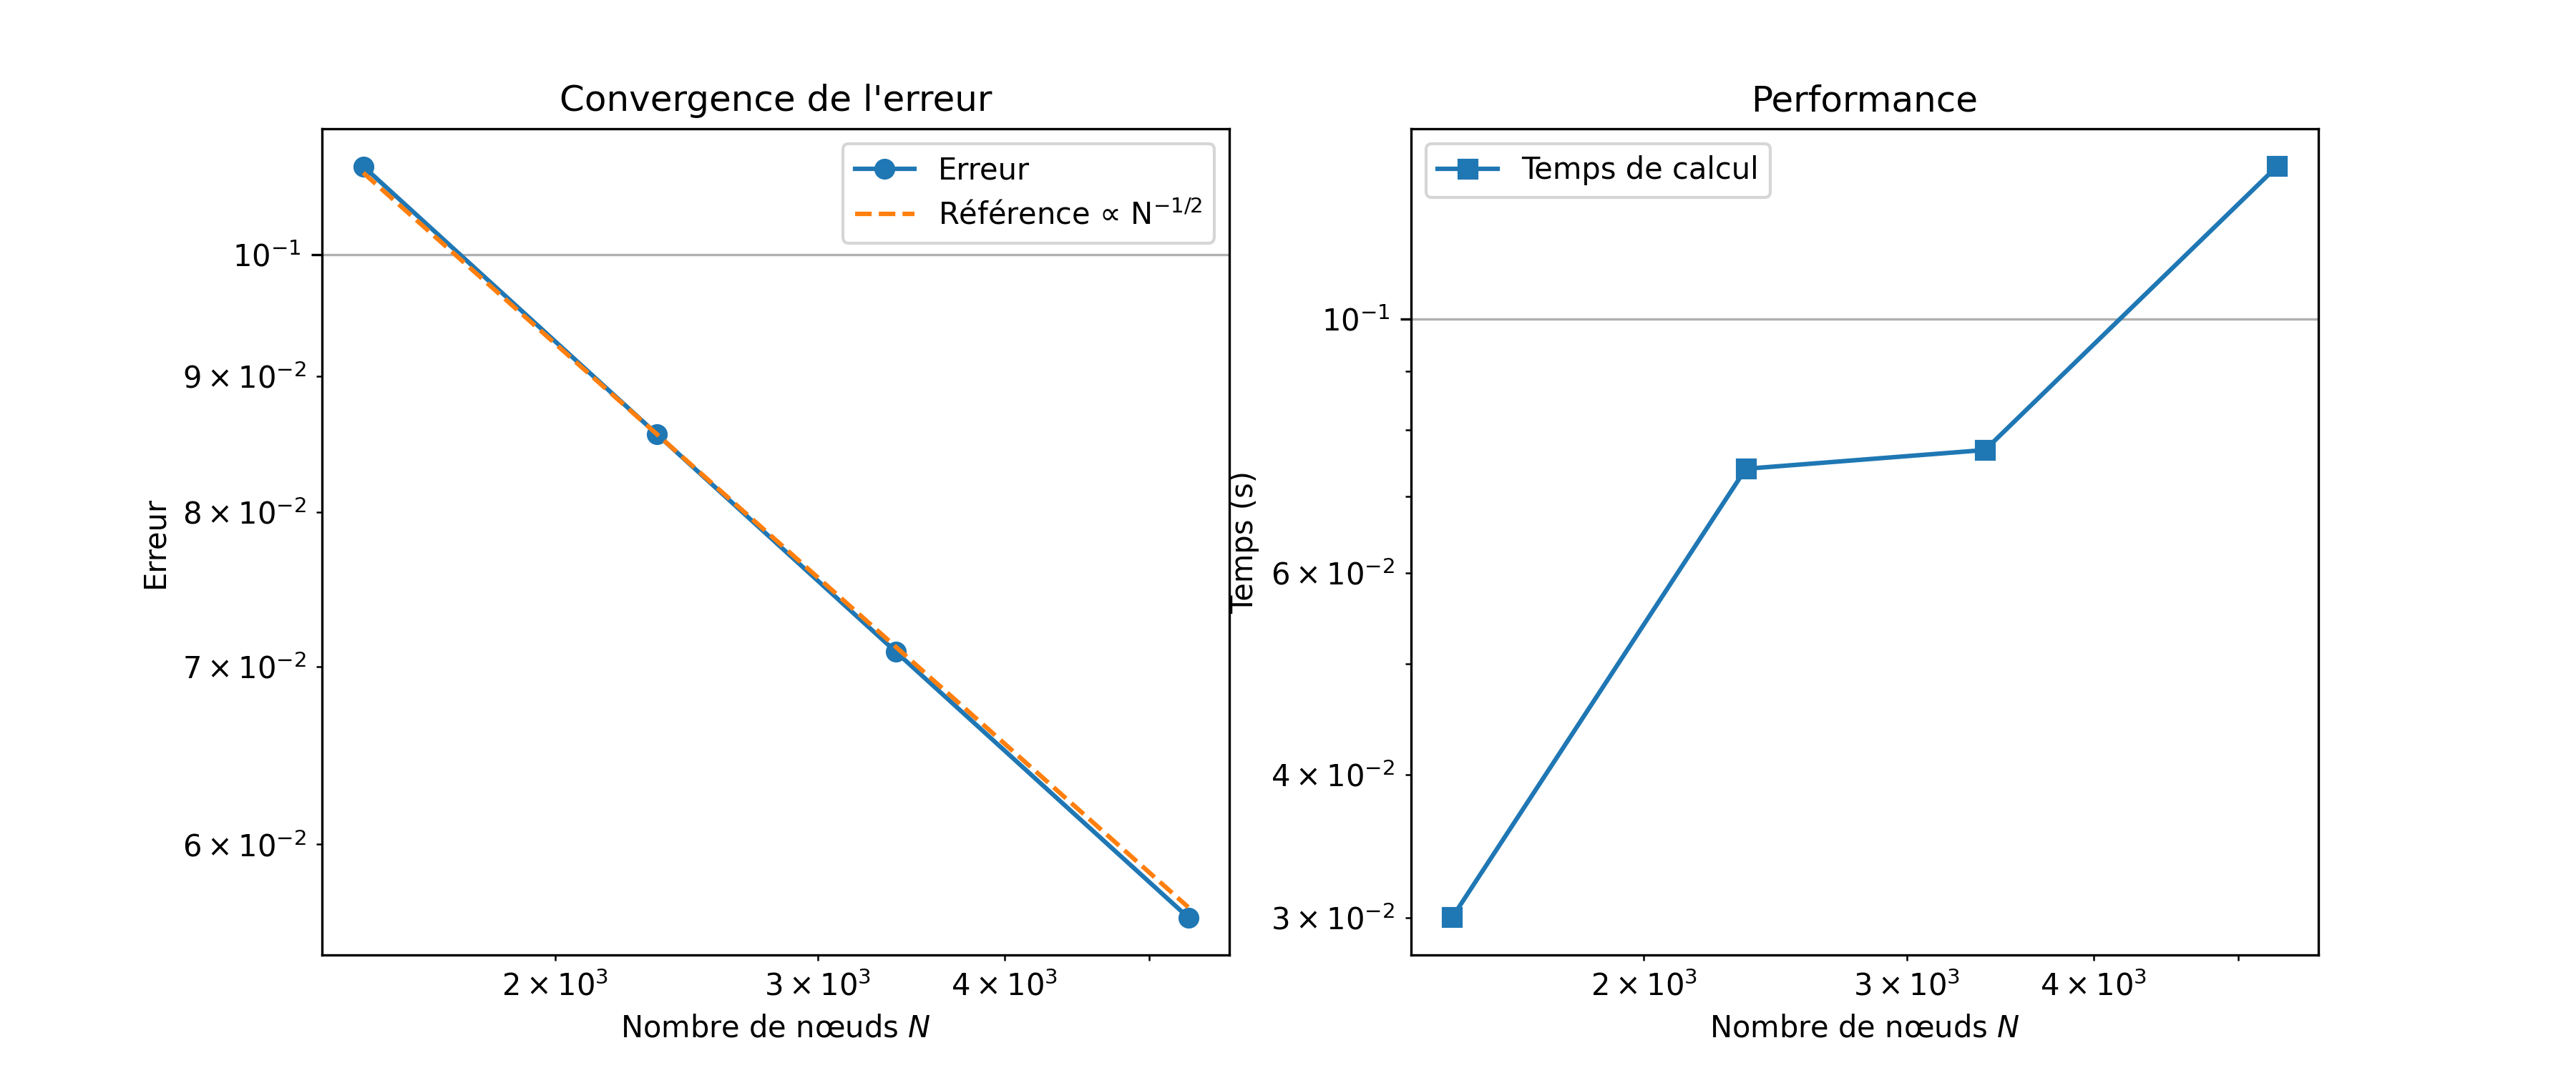 Convergence de l'erreur
Erreur
Référence ∝ N⁻¹/²
10⁻¹
9 × 10⁻²
8 × 10⁻²
7 × 10⁻²
6 × 10⁻²
Erreur
2 × 10³ 3 × 10³ 4 × 10³
Nombre de nœuds N
Performance
Temps de calcul
10⁻¹
6 × 10⁻²
4 × 10⁻²
3 × 10⁻²
Temps (s)
2 × 10³ 3 × 10³ 4 × 10³
Nombre de nœuds N